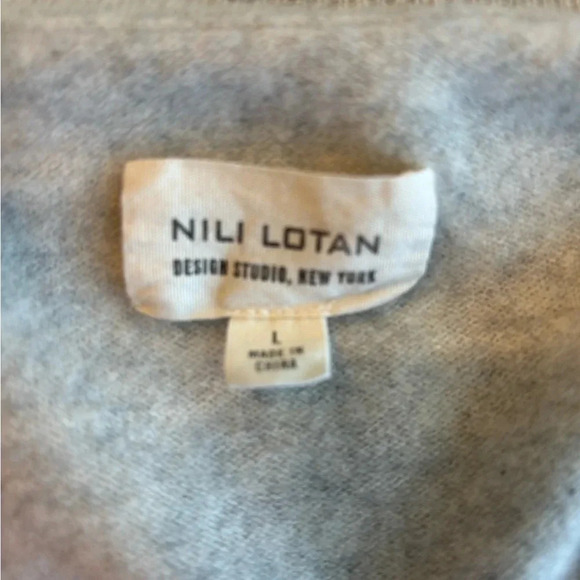 NILI LOTAN
DESIGN STUDIO, NEW YORK
L
MADE IN
CHINA